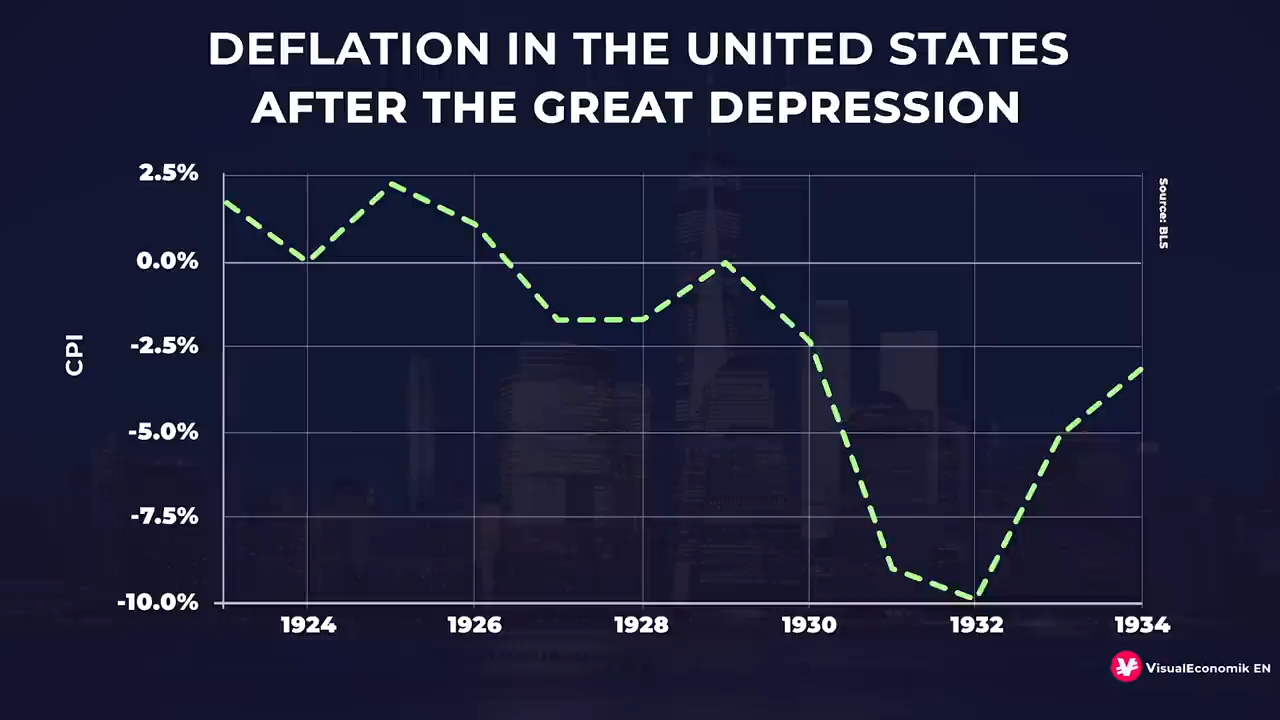 DEFLATION IN THE UNITED STATES
AFTER THE GREAT DEPRESSION
2.5%
0.0%
-2.5%
-5.0%
-7.5%
-10.0%
CPI
1924
1926
1928
1930
1932
1934
Source: BLS
VisualEconomik EN